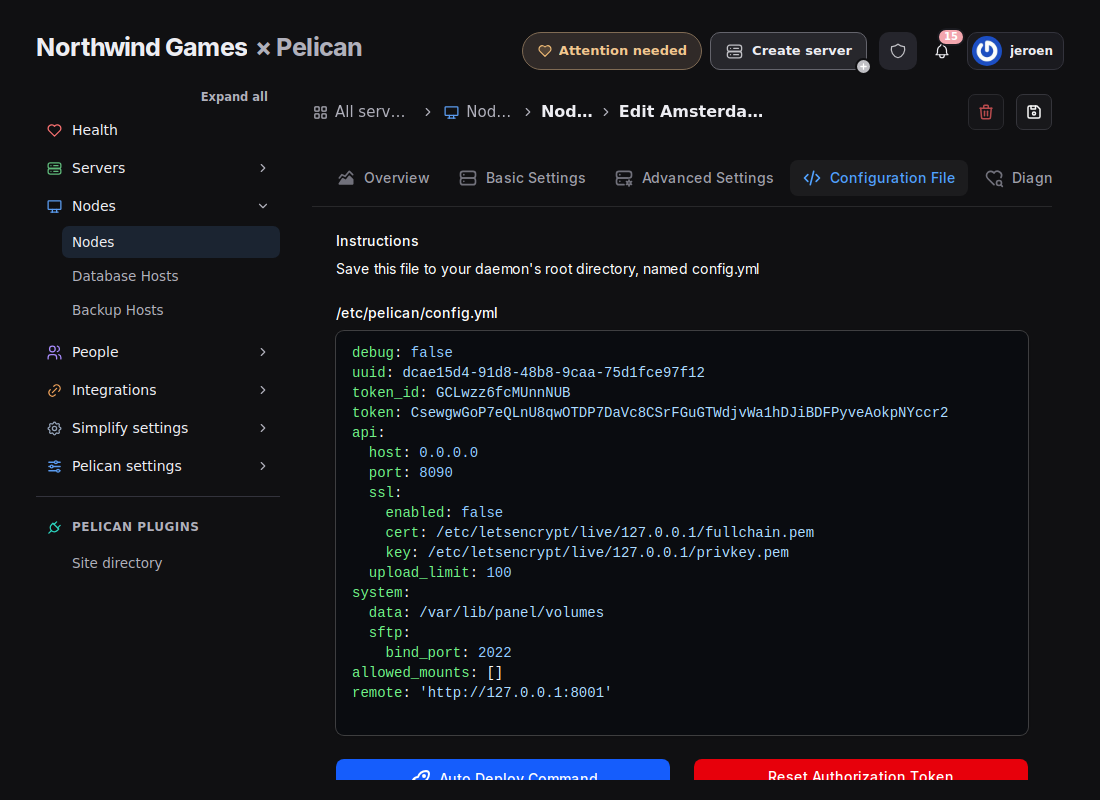 Northwind Games × Pelican
Attention needed
Create server
15
jeroen
Expand all
Health
Servers
Nodes
Nodes
Database Hosts
Backup Hosts
People
Integrations
Simplify settings
Pelican settings
PELICAN PLUGINS
Site directory
All serv... > Nod... > Nod... > Edit Amsterda...
Overview
Basic Settings
Advanced Settings
Configuration File
Diagn
Instructions
Save this file to your daemon's root directory, named config.yml
/etc/pelican/config.yml
debug: false
uuid: dcae15d4-91d8-48b8-9caa-75d1fce97f12
token_id: GCLwzz6fcMUnnNUB
token: CsewgwGoP7eQLnU8qwOTDP7DaVc8CSrFGuGTWdjvWa1hDJiBDFPyveAokpNYccr2
api:
  host: 0.0.0.0
  port: 8090
  ssl:
    enabled: false
    cert: /etc/letsencrypt/live/127.0.0.1/fullchain.pem
    key: /etc/letsencrypt/live/127.0.0.1/privkey.pem
  upload_limit: 100
system:
  data: /var/lib/panel/volumes
  sftp:
    bind_port: 2022
allowed_mounts: []
remote: 'http://127.0.0.1:8001'
Auto Deploy Command
Reset Authorization Token